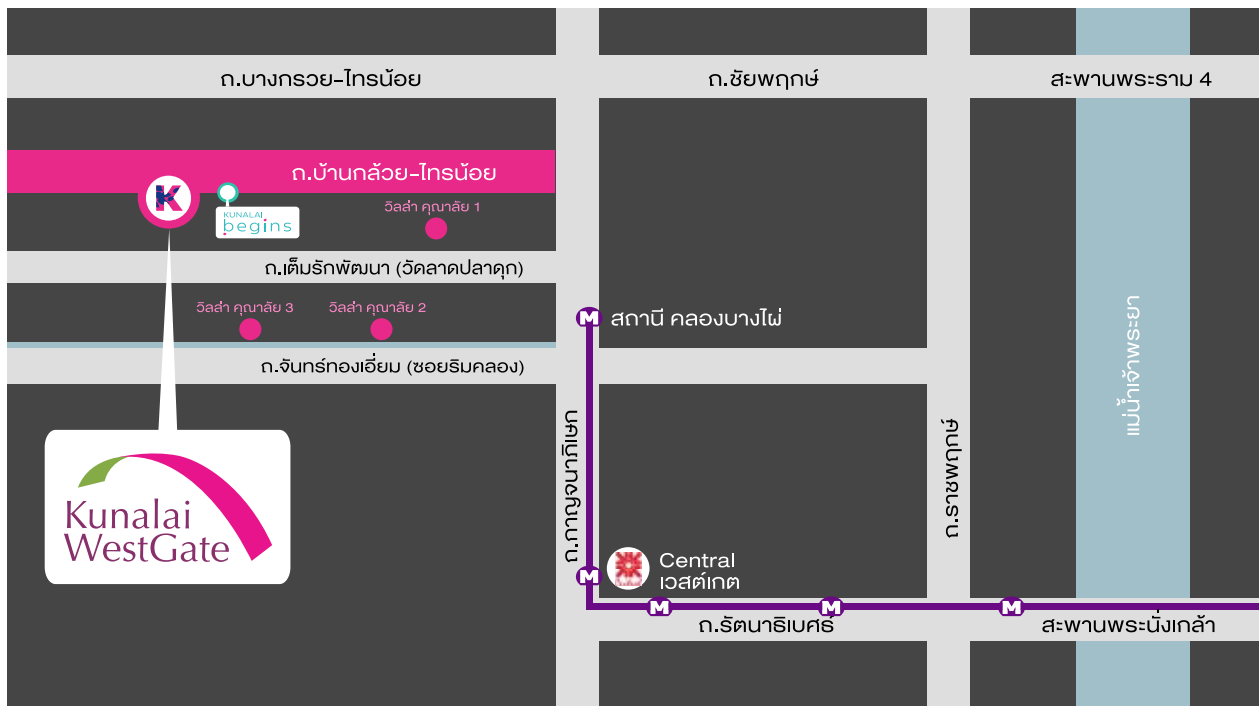 ถ.บางกรวย-ไทรน้อย
ถ.ชัยพฤกษ์
สะพานพระราม 4
ถ.บ้านกล้วย-ไทรน้อย
K
KUNALAI
begins
วิลล่า คุณาลัย 1
ถ.เต็มรักพัฒนา (วัดลาดปลาดุก)
วิลล่า คุณาลัย 3
วิลล่า คุณาลัย 2
M สถานี คลองบางไผ่
ถ.จันทร์ทองเอี่ยม (ซอยริมคลอง)
แม่น้ำเจ้าพระยา
ถ.กาญจนาภิเษก
ถ.ราชพฤกษ์
Kunalai
WestGate
M
Central
เวสต์เกต
M
M
M
ถ.รัตนาธิเบศร์
สะพานพระนั่งเกล้า